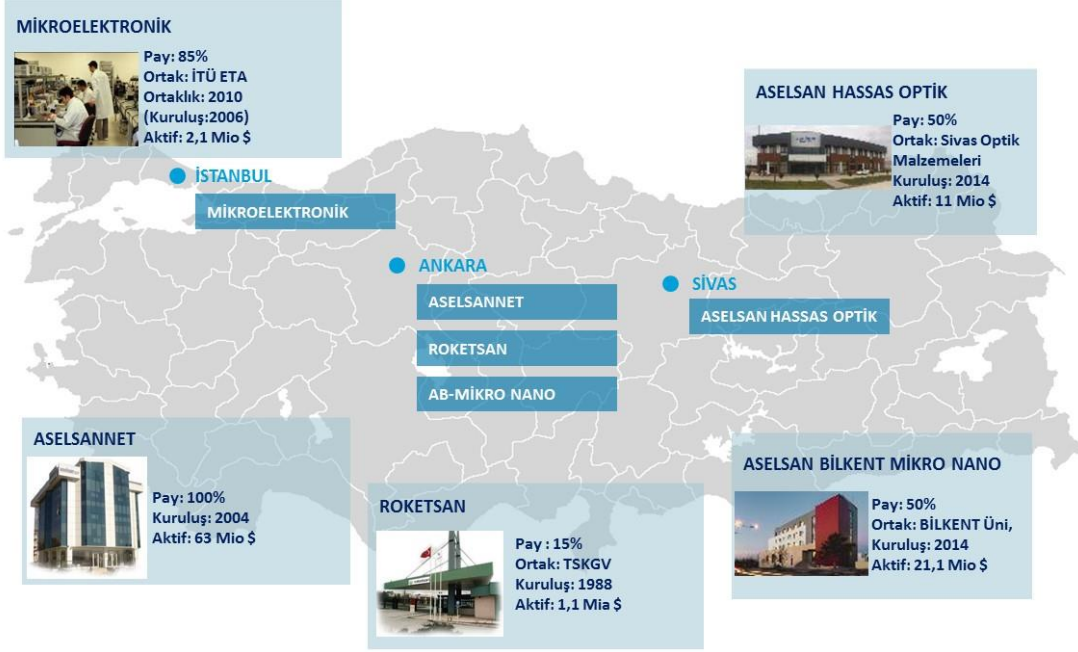 MİKROELEKTRONİK
Pay: 85%
Ortak: İTÜ ETA
Ortaklık: 2010
(Kuruluş:2006)
Aktif: 2,1 Mio $
ASELSAN HASSAS OPTİK
Pay: 50%
Ortak: Sivas Optik
Malzemeleri
Kuruluş: 2014
Aktif: 11 Mio $
İSTANBUL
MİKROELEKTRONİK
ANKARA
ASELSANNET
ROKETSAN
AB-MİKRO NANO
SİVAS
ASELSAN HASSAS OPTİK
ASELSANNET
Pay: 100%
Kuruluş: 2004
Aktif: 63 Mio $
ROKETSAN
Pay : 15%
Ortak: TSKGV
Kuruluş: 1988
Aktif: 1,1 Mia $
ASELSAN BİLKENT MİKRO NANO
Pay: 50%
Ortak: BİLKENT Üni,
Kuruluş: 2014
Aktif: 21,1 Mio $